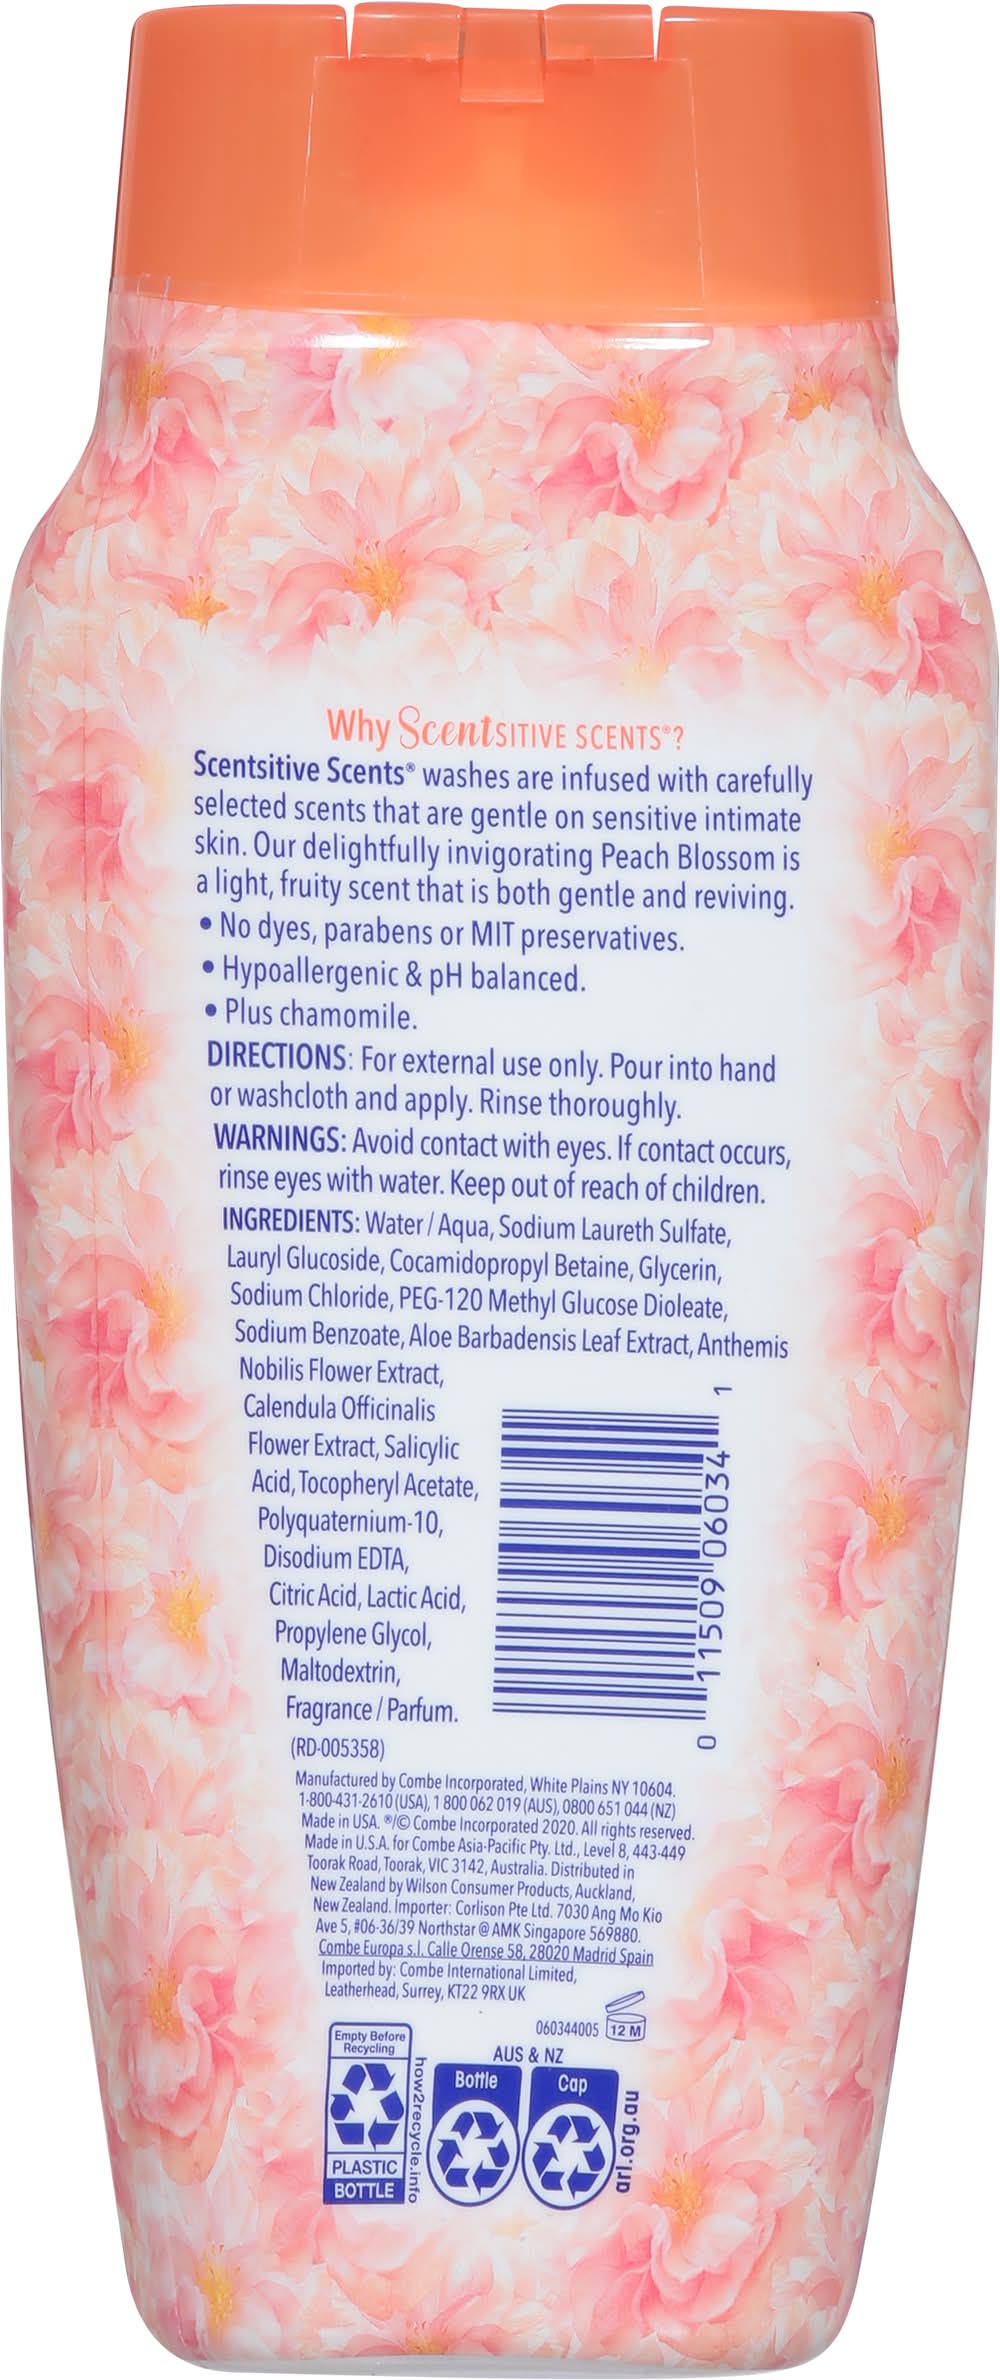 Why Scentsitive Scents®?
Scentsitive Scents® washes are infused with carefully
selected scents that are gentle on sensitive intimate
skin. Our delightfully invigorating Peach Blossom is
a light, fruity scent that is both gentle and reviving.
• No dyes, parabens or MIT preservatives.
• Hypoallergenic & pH balanced.
• Plus chamomile.
DIRECTIONS: For external use only. Pour into hand
or washcloth and apply. Rinse thoroughly.
WARNINGS: Avoid contact with eyes. If contact occurs,
rinse eyes with water. Keep out of reach of children.
INGREDIENTS: Water / Aqua, Sodium Laureth Sulfate,
Lauryl Glucoside, Cocamidopropyl Betaine, Glycerin,
Sodium Chloride, PEG-120 Methyl Glucose Dioleate,
Sodium Benzoate, Aloe Barbadensis Leaf Extract, Anthemis
Nobilis Flower Extract,
Calendula Officinalis
Flower Extract, Salicylic
Acid, Tocopheryl Acetate,
Polyquaternium-10,
Disodium EDTA,
Citric Acid, Lactic Acid,
Propylene Glycol,
Maltodextrin,
Fragrance / Parfum.
(RD-005358)
0 11509 06034 1
Manufactured by Combe Incorporated, White Plains NY 10604.
1-800-431-2610 (USA), 1 800 062 019 (AUS), 0800 651 044 (NZ)
Made in USA. ®/© Combe Incorporated 2020. All rights reserved.
Made in U.S.A. for Combe Asia-Pacific Pty. Ltd., Level 8, 443-449
Toorak Road, Toorak, VIC 3142, Australia. Distributed in
New Zealand by Wilson Consumer Products, Auckland,
New Zealand. Importer: Corlison Pte Ltd. 7030 Ang Mo Kio
Ave 5, #06-36/39 Northstar @ AMK Singapore 569880.
Combe Europa s.l. Calle Orense 58, 28020 Madrid Spain
Imported by: Combe International Limited,
Leatherhead, Surrey, KT22 9RX UK
060344005
12 M
Empty Before
Recycling
PLASTIC
BOTTLE
how2recycle.info
AUS & NZ
Bottle
Cap
arl.org.au